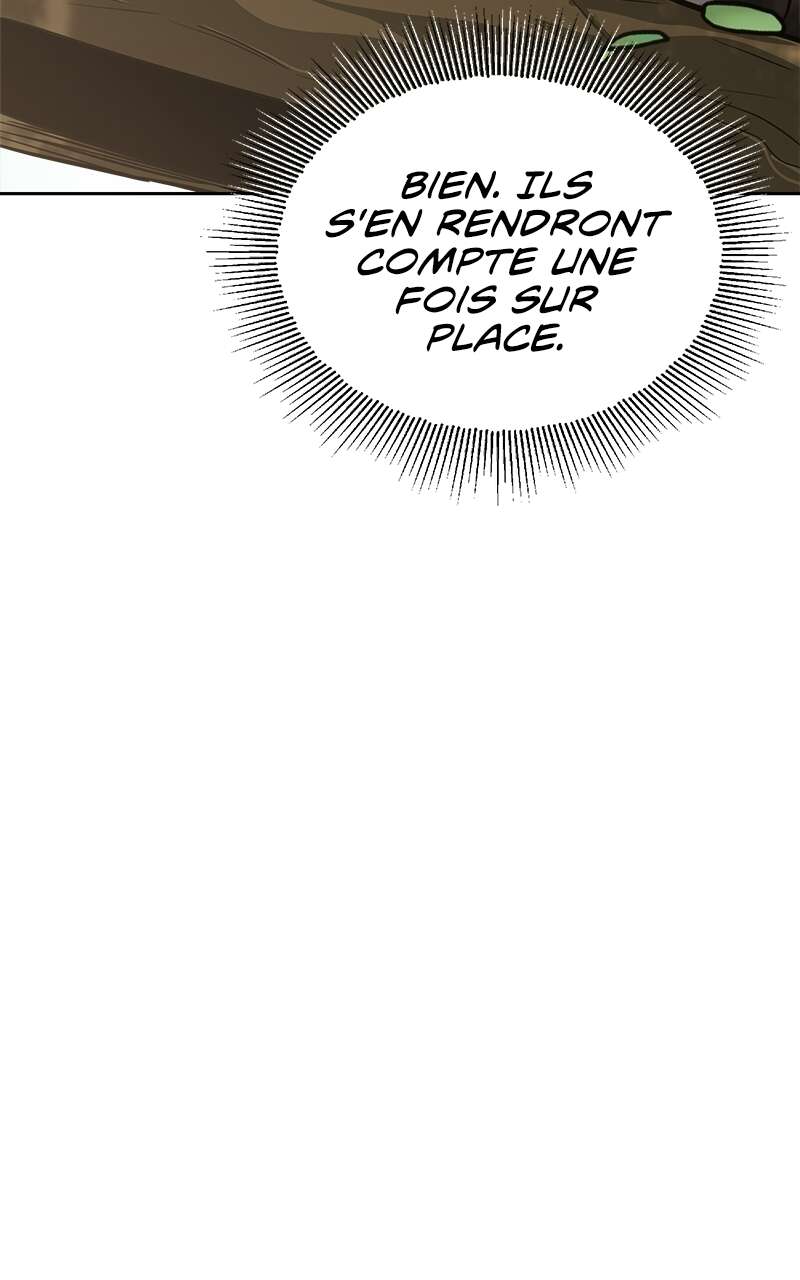 BIEN. ILS
S'EN RENDRONT
COMPTE UNE
FOIS SUR
PLACE.